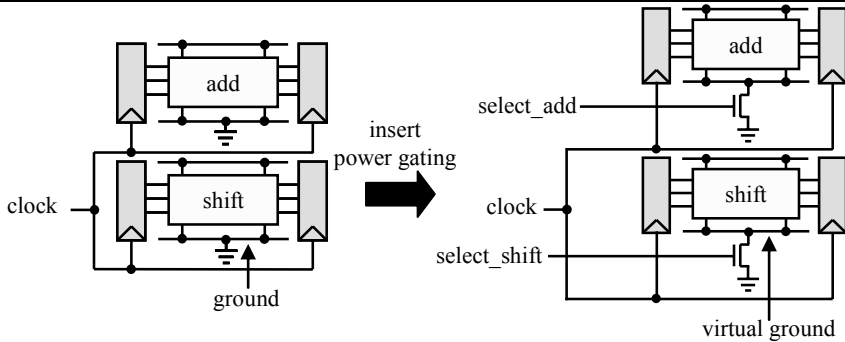 add
clock
shift
ground
insert
power gating
add
select_add
clock
shift
select_shift
virtual ground